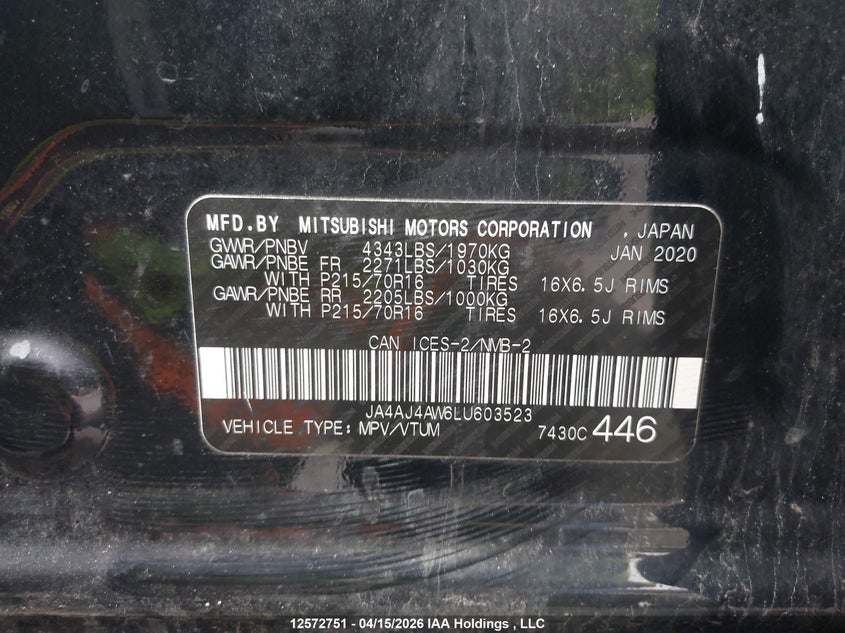 MFD.BY MITSUBISHI MOTORS CORPORATION , JAPAN
GVWR/PNBV 4343LBS/1970KG JAN 2020
GAWR/PNBE FR 2271LBS/1030KG
WITH P215/70R16 TIRES 16X6.5J RIMS
GAWR/PNBE RR 2205LBS/1000KG
WITH P215/70R16 TIRES 16X6.5J RIMS
CAN ICES-2/NMB-2
JA4AJ4AW6LU603523
VEHICLE TYPE: MPV/VTUM 7430C 446
12572751 - 04/15/2026 IAA Holdings , LLC